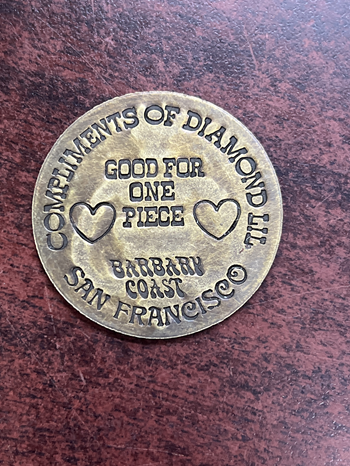 COMPLIMENTS OF DIAMOND LIL
GOOD FOR
ONE
PIECE
BARBARY
COAST
SAN FRANCISCO